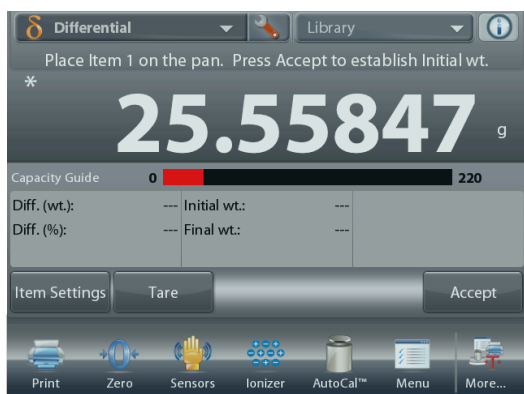 δ Differential Library
Place Item 1 on the pan. Press Accept to establish Initial wt.
*
25.55847 g
Capacity Guide 0 220
Diff. (wt.): --- Initial wt.: ---
Diff. (%): --- Final wt.: ---
Item Settings Tare Accept
Print Zero Sensors Ionizer AutoCal™ Menu More...